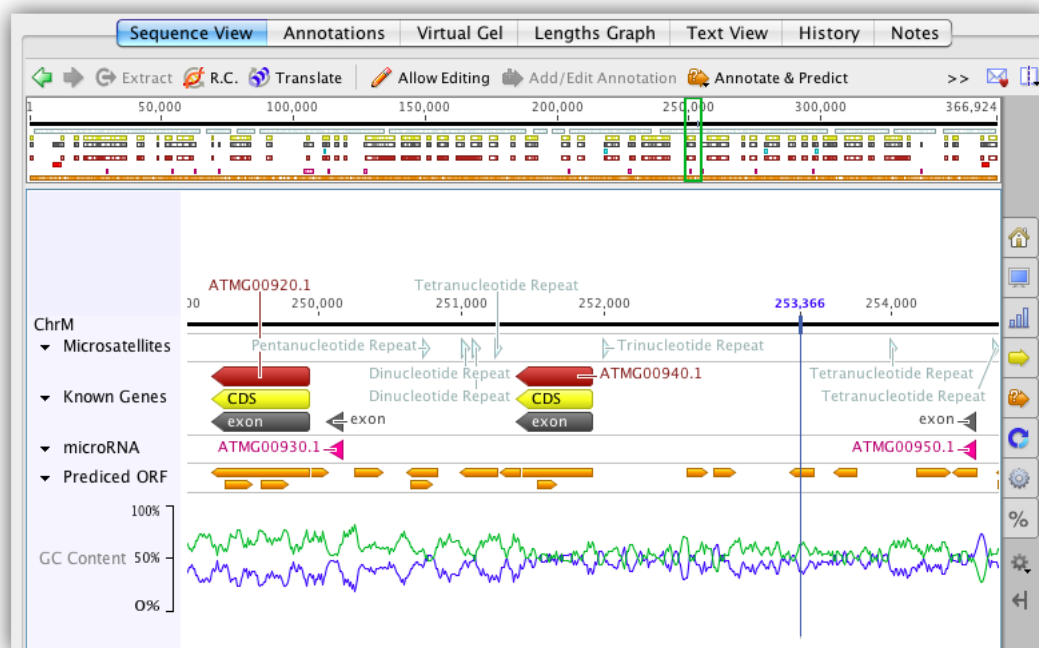 Sequence View Annotations Virtual Gel Lengths Graph Text View History Notes
Extract R.C. Translate Allow Editing Add/Edit Annotation Annotate & Predict >>
1 50,000 100,000 150,000 200,000 250,000 300,000 366,924
ATMG00920.1 Tetranucleotide Repeat
00 250,000 251,000 252,000 253,366 254,000
ChrM
Microsatellites Pentanucleotide Repeat Trinucleotide Repeat
Dinucleotide Repeat ATMG00940.1 Tetranucleotide Repeat
Known Genes CDS Dinucleotide Repeat CDS Tetranucleotide Repeat
exon exon exon exon
microRNA ATMG00930.1 ATMG00950.1
Prediced ORF
100%
GC Content 50%
0%
%